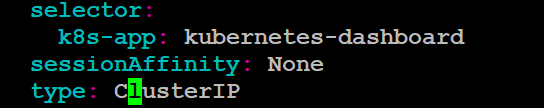 selector:
  k8s-app: kubernetes-dashboard
sessionAffinity: None
type: ClusterIP